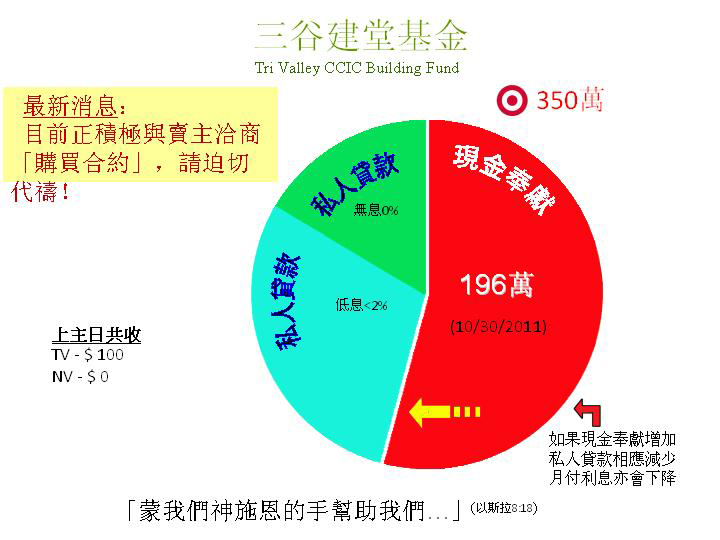 三谷建堂基金
Tri Valley CCIC Building Fund
最新消息：
目前正積極與賣主洽商
「購買合約」，請迫切
代禱！
350萬
現金奉獻
196萬
(10/30/2011)
私人貸款
無息0%
私人貸款
低息<2%
上主日共收
TV - $ 100
NV - $ 0
如果現金奉獻增加
私人貸款相應減少
月付利息亦會下降
「蒙我們神施恩的手幫助我們…」(以斯拉8:18)